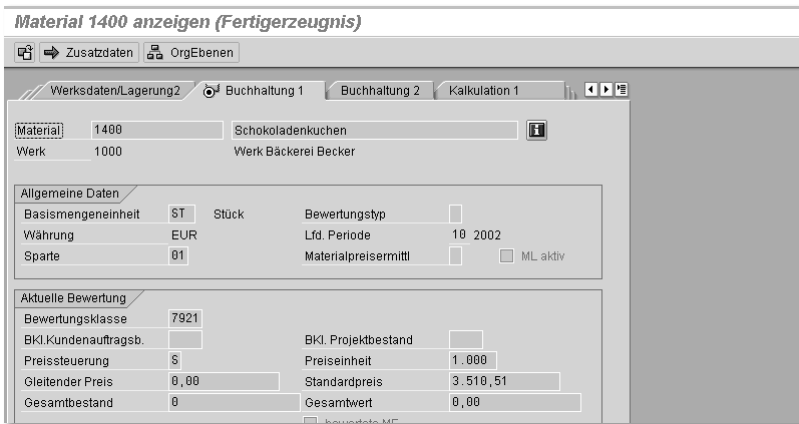 Material 1400 anzeigen (Fertigerzeugnis)
Zusatzdaten OrgEbenen
Werksdaten/Lagerung2 Buchhaltung 1 Buchhaltung 2 Kalkulation 1
Material 1400 Schokoladenkuchen
Werk 1000 Werk Bäckerei Becker
Allgemeine Daten
Basismengeneinheit ST Stück Bewertungstyp
Währung EUR Lfd. Periode 10 2002
Sparte 01 Materialpreisermittl ML aktiv
Aktuelle Bewertung
Bewertungsklasse 7921
BKl.Kundenauftragsb. BKl. Projektbestand
Preissteuerung S Preiseinheit 1.000
Gleitender Preis 0,00 Standardpreis 3.510,51
Gesamtbestand 0 Gesamtwert 0,00